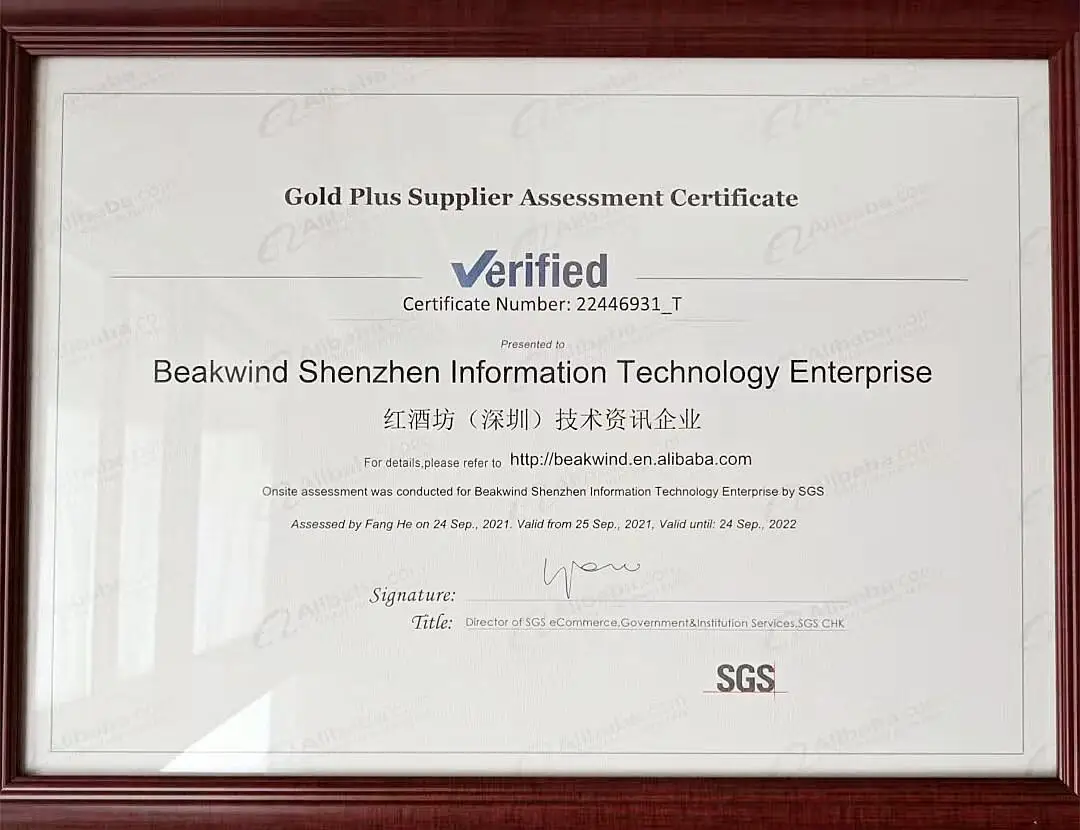 Gold Plus Supplier Assessment Certificate
Verified
Certificate Number: 22446931_T
Presented to
Beakwind Shenzhen Information Technology Enterprise
红酒坊（深圳）技术资讯企业
For details,please refer to http://beakwind.en.alibaba.com
Onsite assessment was conducted for Beakwind Shenzhen Information Technology Enterprise by SGS
Assessed by Fang He on 24 Sep., 2021. Valid from 25 Sep., 2021, Valid until: 24 Sep., 2022
Signature:
Title: Director of SGS eCommerce,Government&Institution Services,SGS CHK
SGS